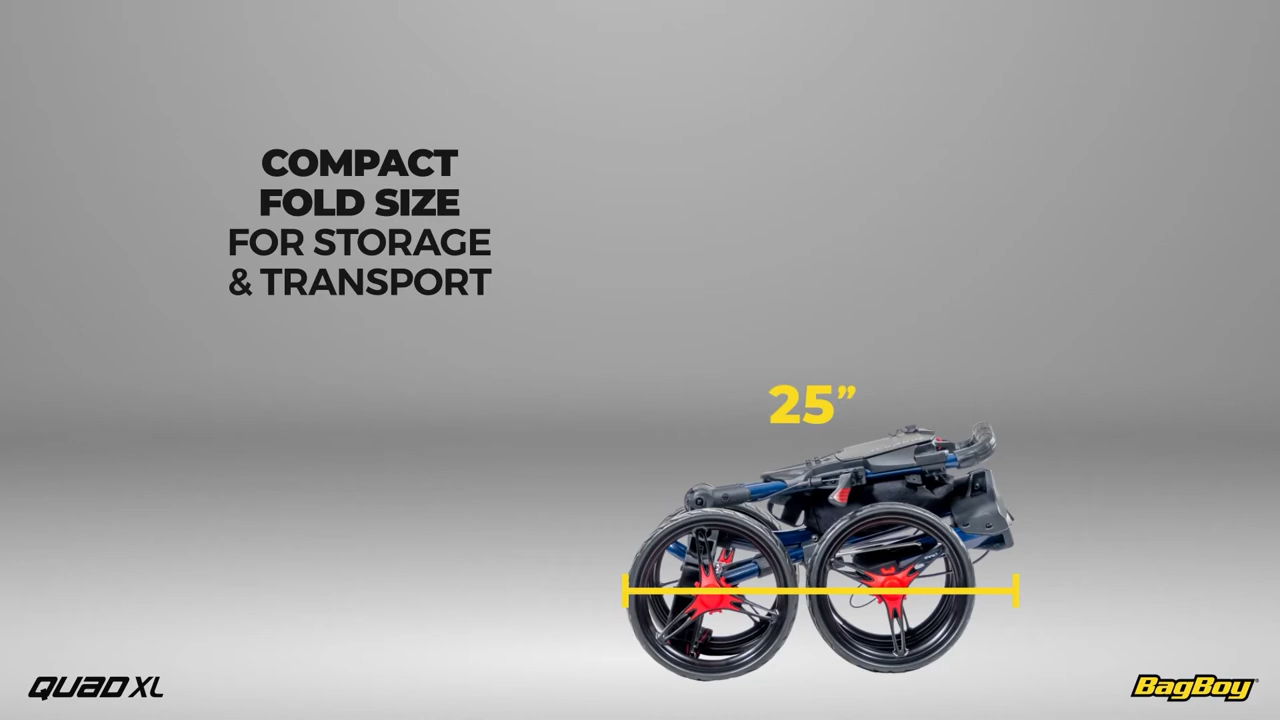 COMPACT
FOLD SIZE
FOR STORAGE
& TRANSPORT
25”
QUAD XL
BagBoy®